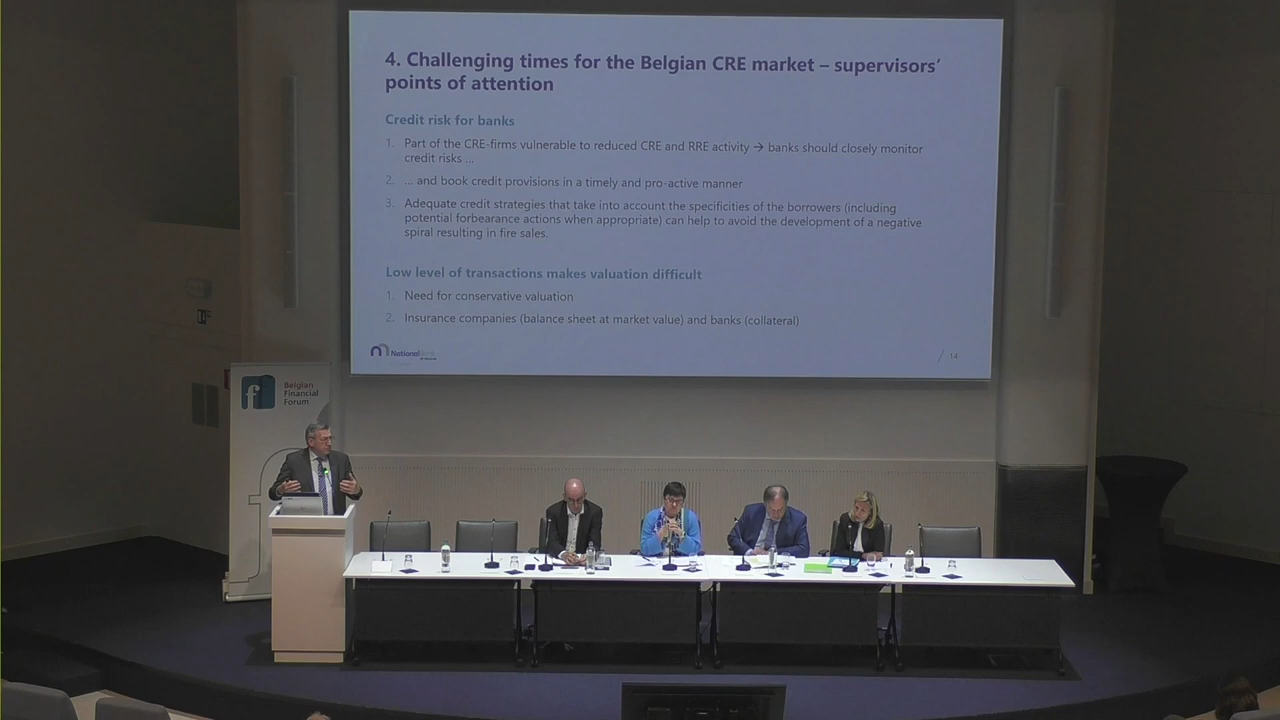 4. Challenging times for the Belgian CRE market – supervisors'
points of attention
Credit risk for banks
1. Part of the CRE-firms vulnerable to reduced CRE and RRE activity → banks should closely monitor
credit risks ...
2. ... and book credit provisions in a timely and pro-active manner
3. Adequate credit strategies that take into account the specificities of the borrowers (including
potential forbearance actions when appropriate) can help to avoid the development of a negative
spiral resulting in fire sales.
Low level of transactions makes valuation difficult
1. Need for conservative valuation
2. Insurance companies (balance sheet at market value) and banks (collateral)
National
/ 14
f
Belgian
Financial
Forum